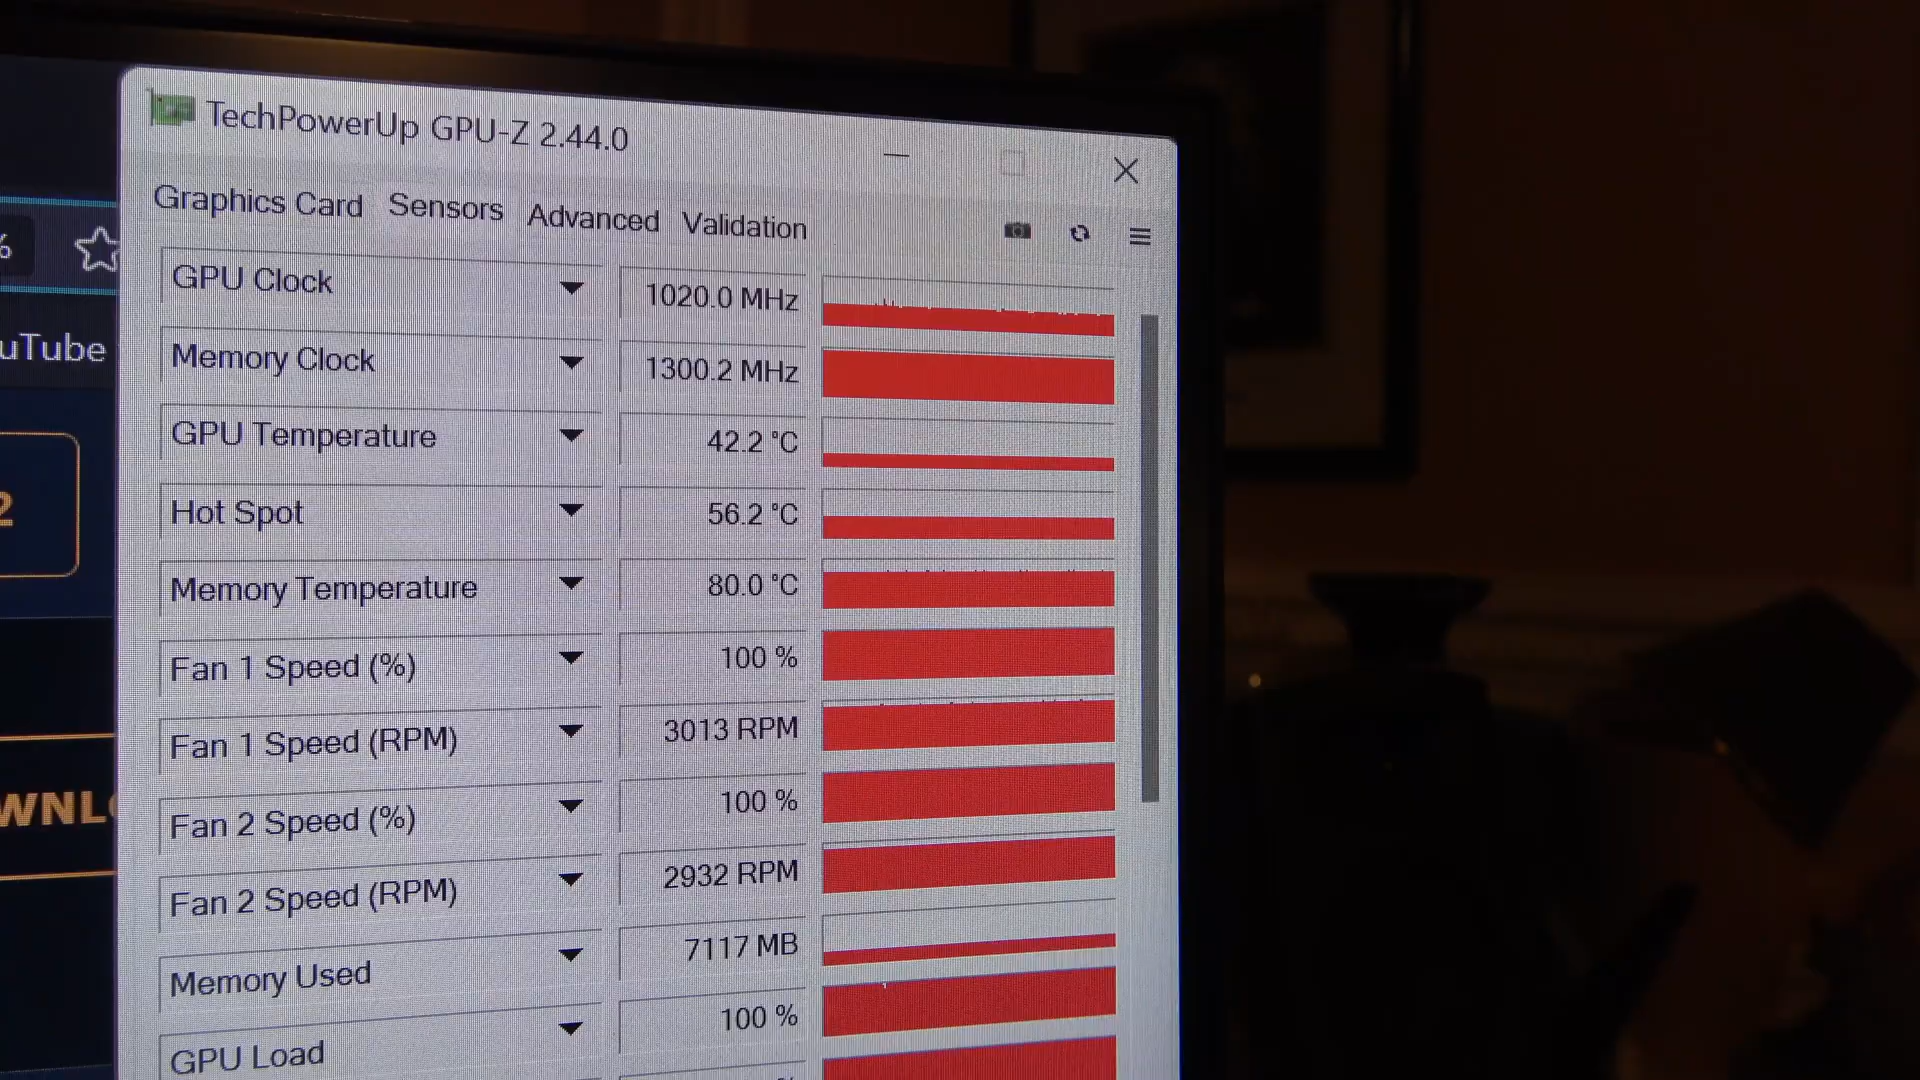 TechPowerUp GPU-Z 2.44.0
Graphics Card Sensors Advanced Validation
GPU Clock 1020.0 MHz
Memory Clock 1300.2 MHz
GPU Temperature 42.2 °C
Hot Spot 56.2 °C
Memory Temperature 80.0 °C
Fan 1 Speed (%) 100 %
Fan 1 Speed (RPM) 3013 RPM
Fan 2 Speed (%) 100 %
Fan 2 Speed (RPM) 2932 RPM
Memory Used 7117 MB
GPU Load 100 %
%
%
uTube
2
WNL